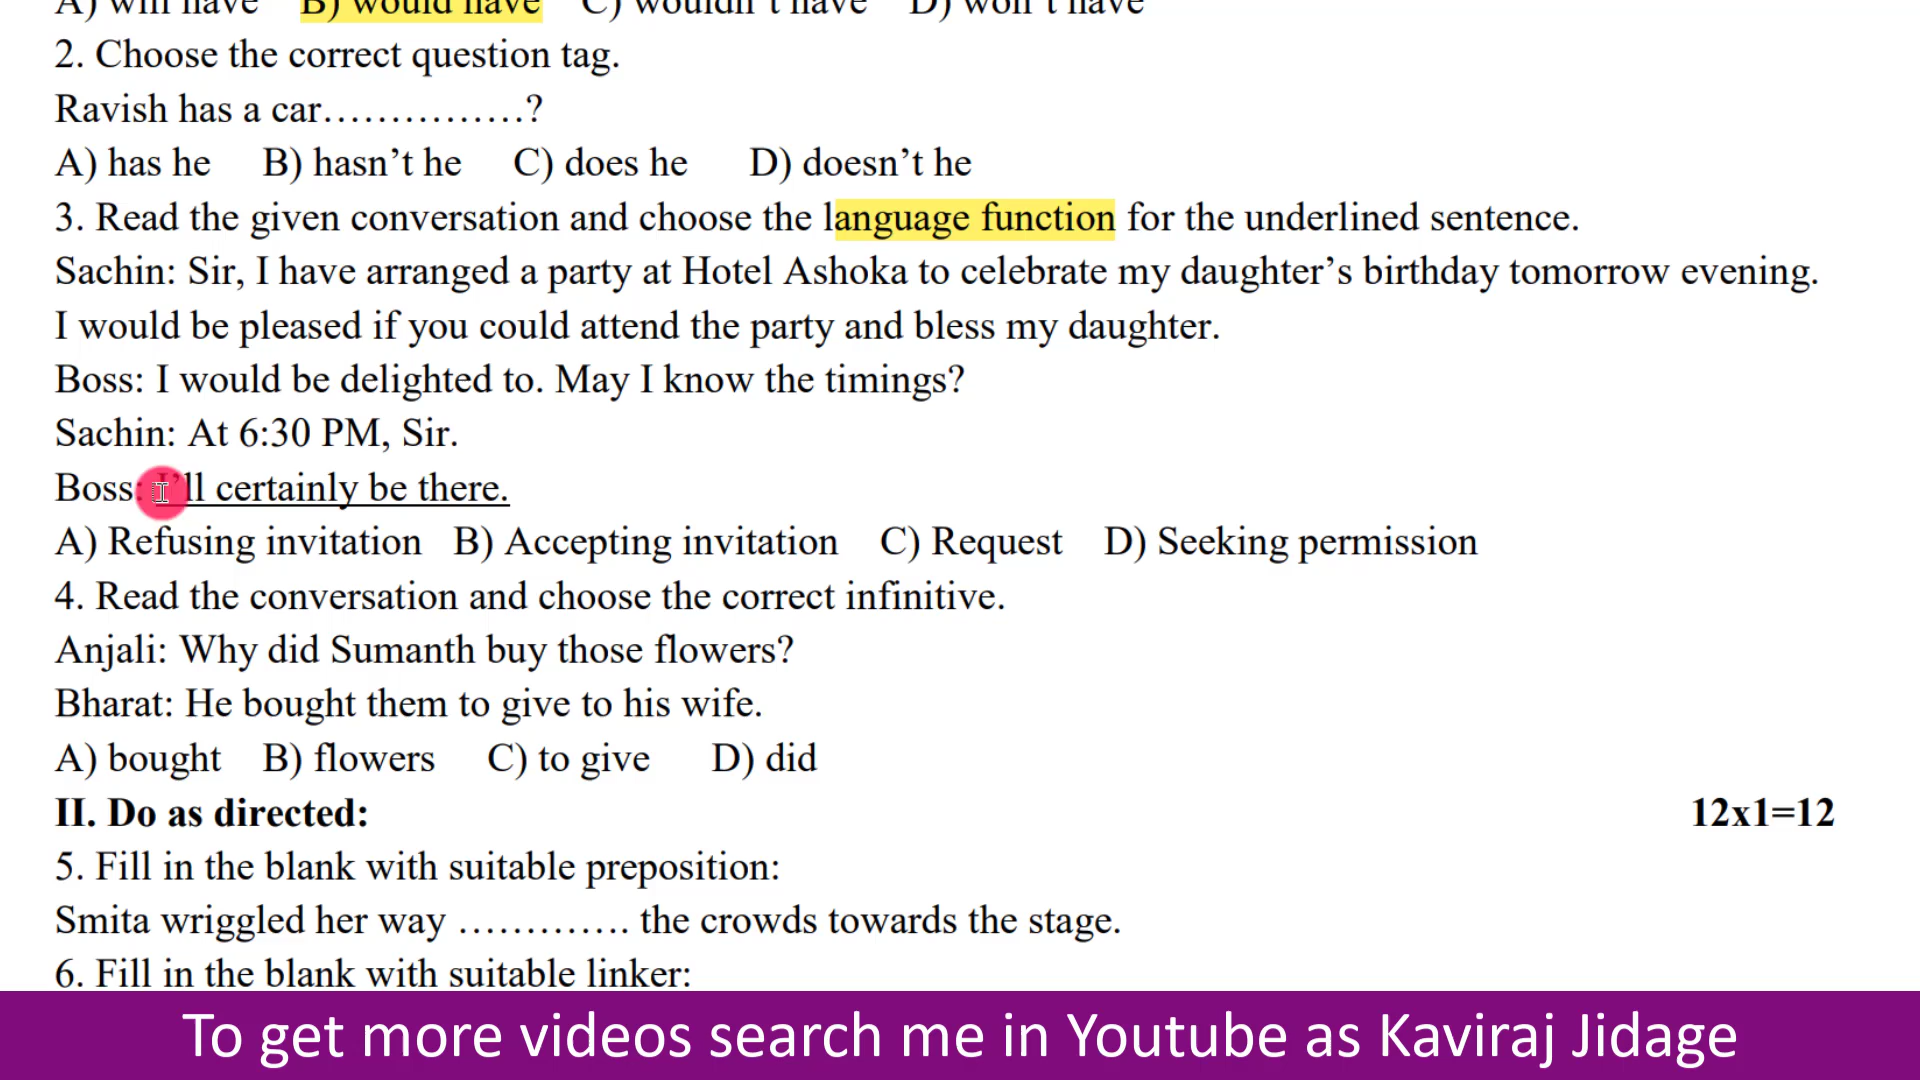 A) will have B) would have C) wouldn't have D) won't have
2. Choose the correct question tag.
Ravish has a car……………?
A) has he B) hasn’t he C) does he D) doesn’t he
3. Read the given conversation and choose the language function for the underlined sentence.
Sachin: Sir, I have arranged a party at Hotel Ashoka to celebrate my daughter’s birthday tomorrow evening.
I would be pleased if you could attend the party and bless my daughter.
Boss: I would be delighted to. May I know the timings?
Sachin: At 6:30 PM, Sir.
Boss: I’ll certainly be there.
A) Refusing invitation B) Accepting invitation C) Request D) Seeking permission
4. Read the conversation and choose the correct infinitive.
Anjali: Why did Sumanth buy those flowers?
Bharat: He bought them to give to his wife.
A) bought B) flowers C) to give D) did
II. Do as directed: 12x1=12
5. Fill in the blank with suitable preposition:
Smita wriggled her way …………. the crowds towards the stage.
6. Fill in the blank with suitable linker:
To get more videos search me in Youtube as Kaviraj Jidage